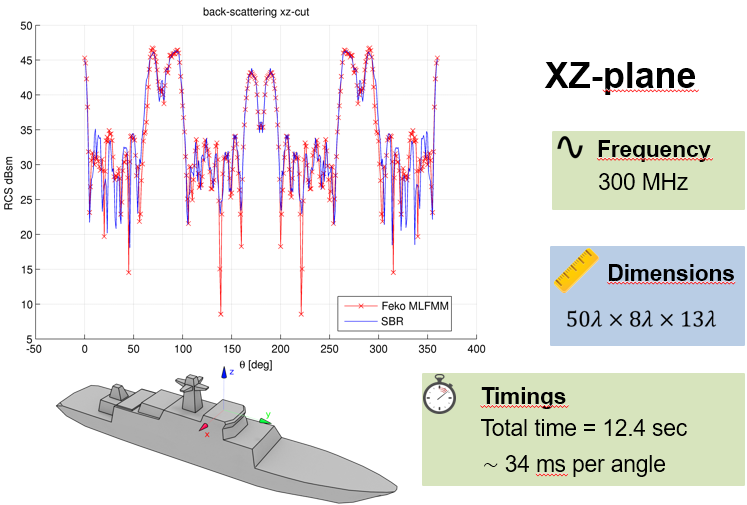 back-scattering xz-cut
50
45
40
35
30
25
20
15
10
5
RCS dBsm
-50 0 50 100 150 200 250 300 350 400
θ [deg]
Feko MLFMM
SBR
z
y
x
XZ-plane
Frequency
300 MHz
Dimensions
50λ × 8λ × 13λ
Timings
Total time = 12.4 sec
~ 34 ms per angle